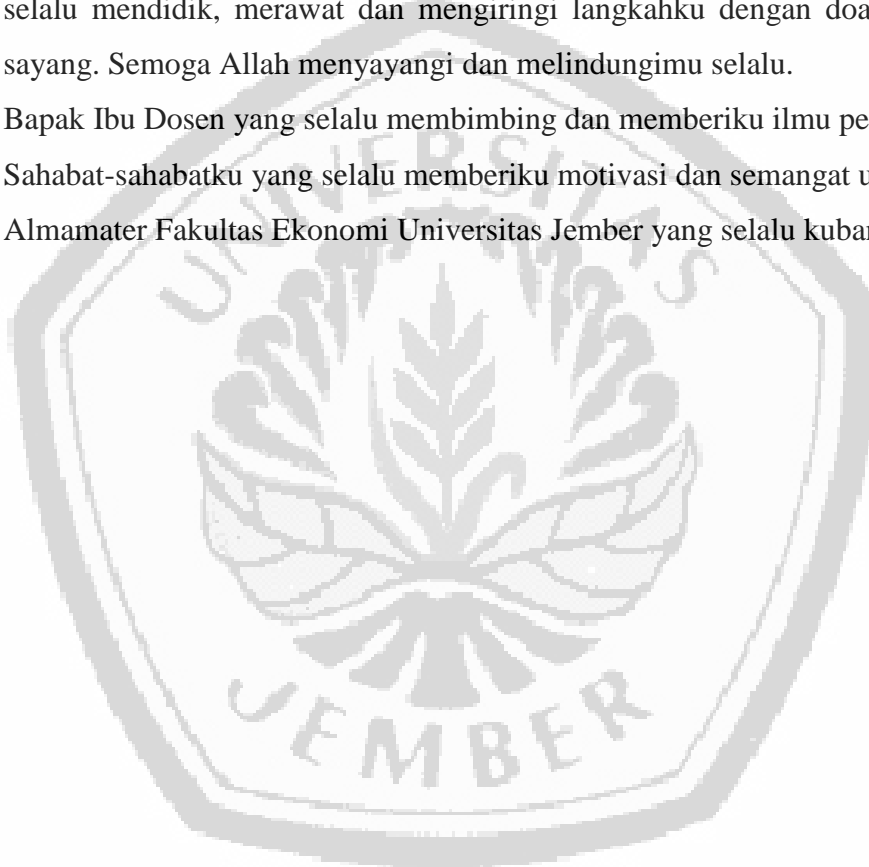 selalu mendidik, merawat dan mengiringi langkahku dengan doa
sayang. Semoga Allah menyayangi dan melindungimu selalu.
Bapak Ibu Dosen yang selalu membimbing dan memberiku ilmu pe
Sahabat-sahabatku yang selalu memberiku motivasi dan semangat u
Almamater Fakultas Ekonomi Universitas Jember yang selalu kuba
UNIVERSITAS
JEMBER